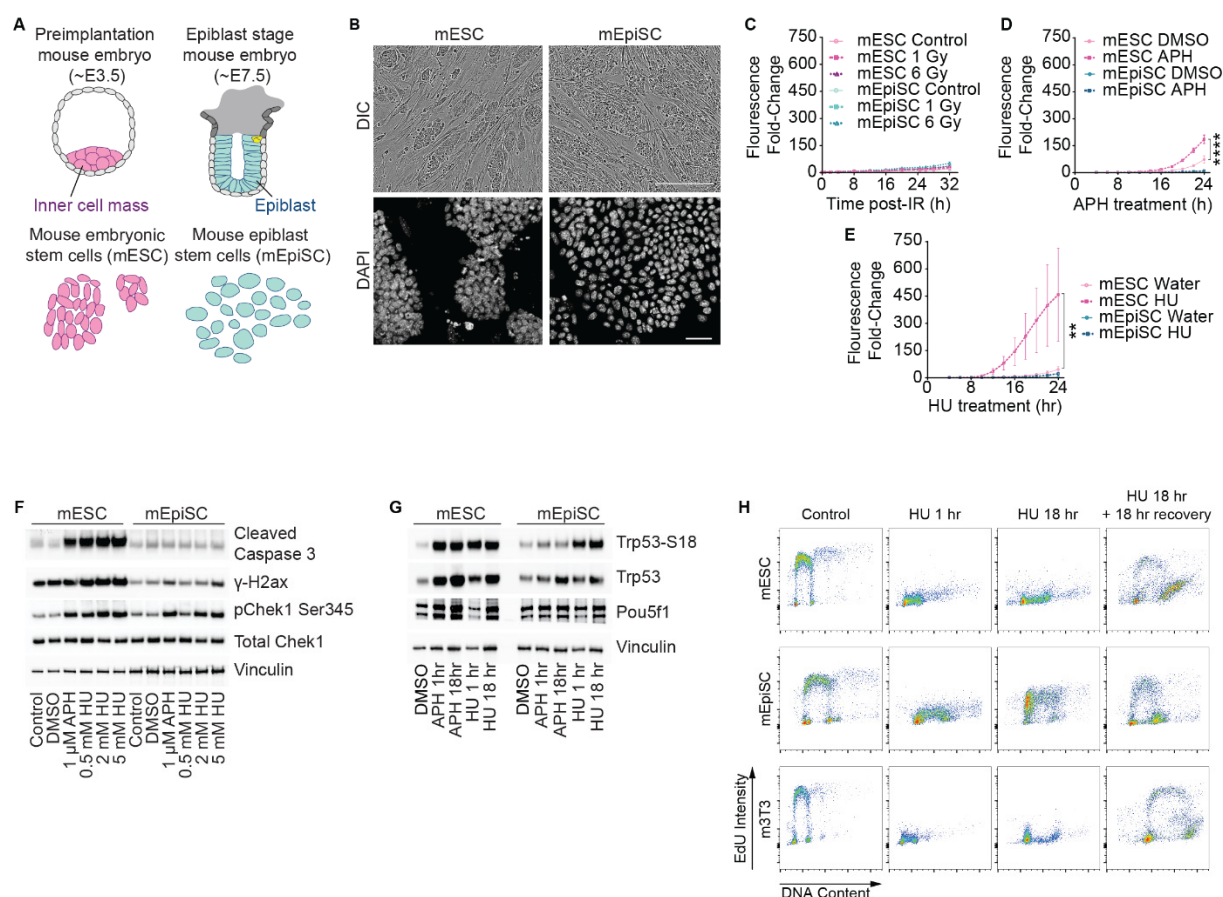 A
Preimplantation
mouse embryo
(~E3.5)
Epiblast stage
mouse embryo
(~E7.5)
Inner cell mass
Epiblast
Mouse embryonic
stem cells (mESC)
Mouse epiblast
stem cells (mEpiSC)
B
mESC
mEpiSC
DIC
DAPI
C
Fluorescence
Fold-Change
750
600
450
300
150
0
mESC Control
mESC 1 Gy
mESC 6 Gy
mEpiSC Control
mEpiSC 1 Gy
mEpiSC 6 Gy
0 8 16 24 32
Time post-IR (h)
D
Fluorescence
Fold-Change
750
600
450
300
150
0
mESC DMSO
mESC APH
mEpiSC DMSO
mEpiSC APH
****
0 8 16 24
APH treatment (h)
E
Flourescence
Fold-Change
750
600
450
300
150
0
mESC Water
mESC HU
mEpiSC Water
mEpiSC HU
**
0 8 16 24
HU treatment (hr)
F
mESC
mEpiSC
Cleaved
Caspase 3
γ-H2ax
pChek1 Ser345
Total Chek1
Vinculin
Control
DMSO
1 µM APH
0.5 mM HU
2 mM HU
5 mM HU
Control
DMSO
1 µM APH
0.5 mM HU
2 mM HU
5 mM HU
G
mESC
mEpiSC
Trp53-S18
Trp53
Pou5f1
Vinculin
DMSO
APH 1hr
APH 18hr
HU 1 hr
HU 18 hr
DMSO
APH 1hr
APH 18hr
HU 1 hr
HU 18 hr
H
Control
HU 1 hr
HU 18 hr
HU 18 hr
+ 18 hr recovery
mESC
mEpiSC
m3T3
EdU Intensity
DNA Content